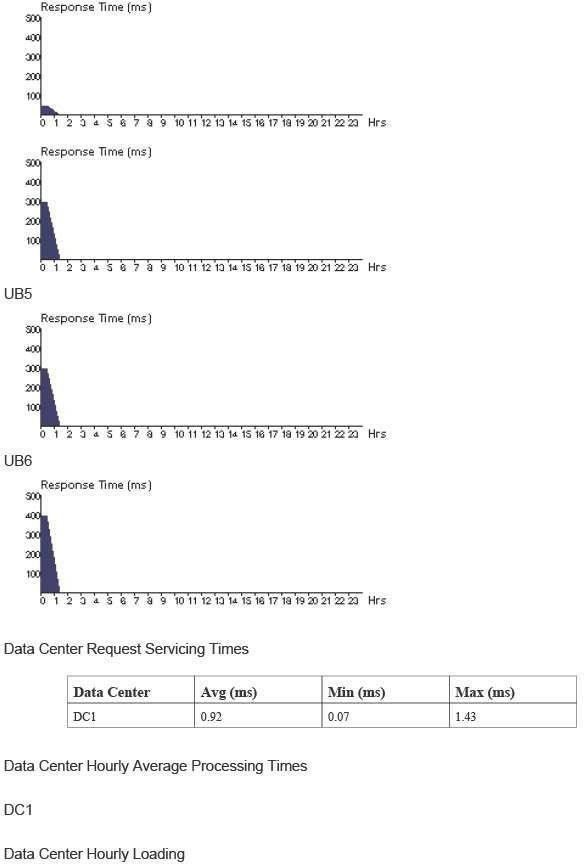 Response Time (ms)
500
400
300
200
100
0 1 2 3 4 5 6 7 8 9 10 11 12 13 14 15 16 17 18 19 20 21 22 23 Hrs
Response Time (ms)
500
400
300
200
100
0 1 2 3 4 5 6 7 8 9 10 11 12 13 14 15 16 17 18 19 20 21 22 23 Hrs
UB5
Response Time (ms)
500
400
300
200
100
0 1 2 3 4 5 6 7 8 9 10 11 12 13 14 15 16 17 18 19 20 21 22 23 Hrs
UB6
Response Time (ms)
500
400
300
200
100
0 1 2 3 4 5 6 7 8 9 10 11 12 13 14 15 16 17 18 19 20 21 22 23 Hrs
Data Center Request Servicing Times
Data Center Avg (ms) Min (ms) Max (ms)
DC1 0.92 0.07 1.43
Data Center Hourly Average Processing Times
DC1
Data Center Hourly Loading